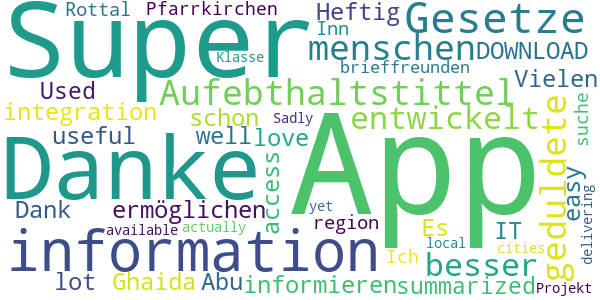 Rottal Pfarrkirchen Heftig Gesetze
Super Inn menschen DOWNLOAD
Klasse brieffreunden Vielen
Used Aufebthaltstittel
integration schon Sadly entwickelt geduldete suche
useful well love
Danke App
access easy
Dank ermöglichen yet region Es IT delivering
available actually local cities
information Ich besser
lot Ghaida Abu informieren summarized Projekt